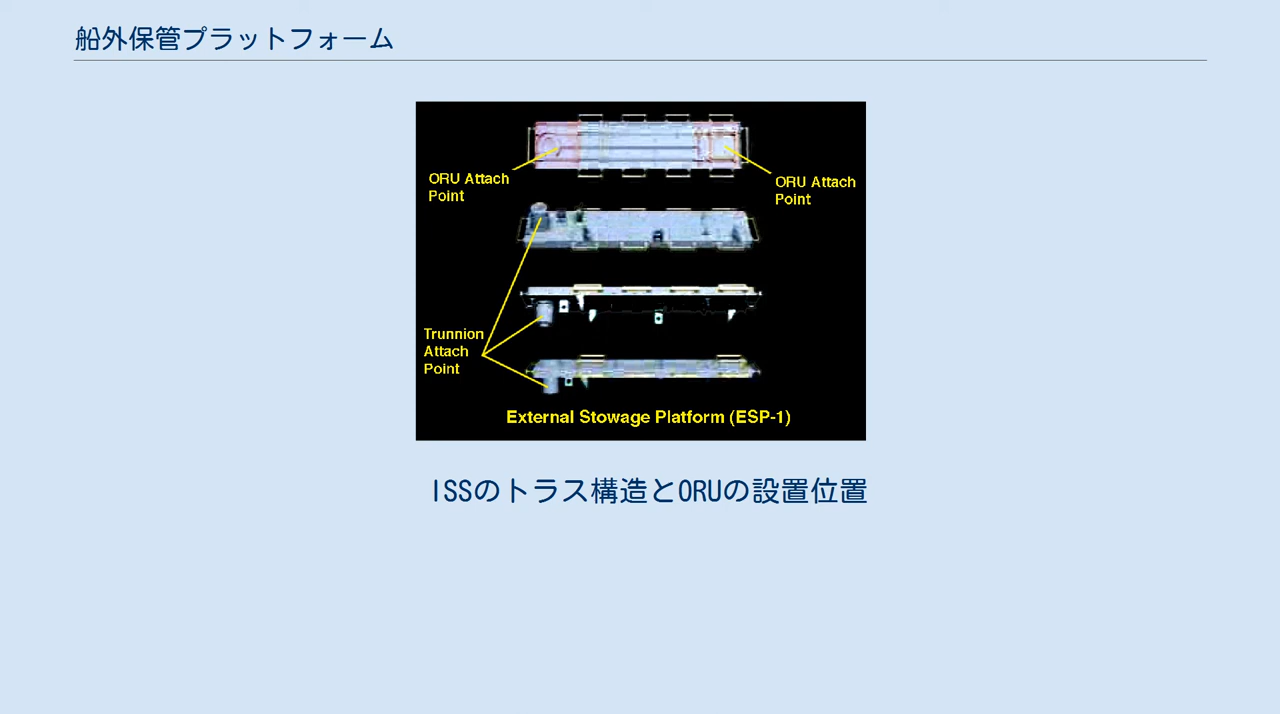 船外保管プラットフォーム
ORU Attach
Point
ORU Attach
Point
Trunnion
Attach
Point
External Stowage Platform (ESP-1)
ISSのトラス構造とORUの設置位置